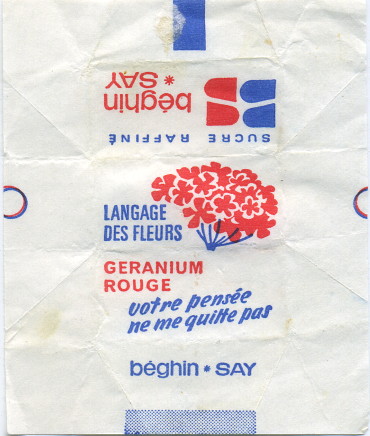 béghin
* SAY
SUCRE RAFFINÉ
LANGAGE
DES FLEURS
GERANIUM
ROUGE
votre pensée
ne me quitte pas
béghin * SAY